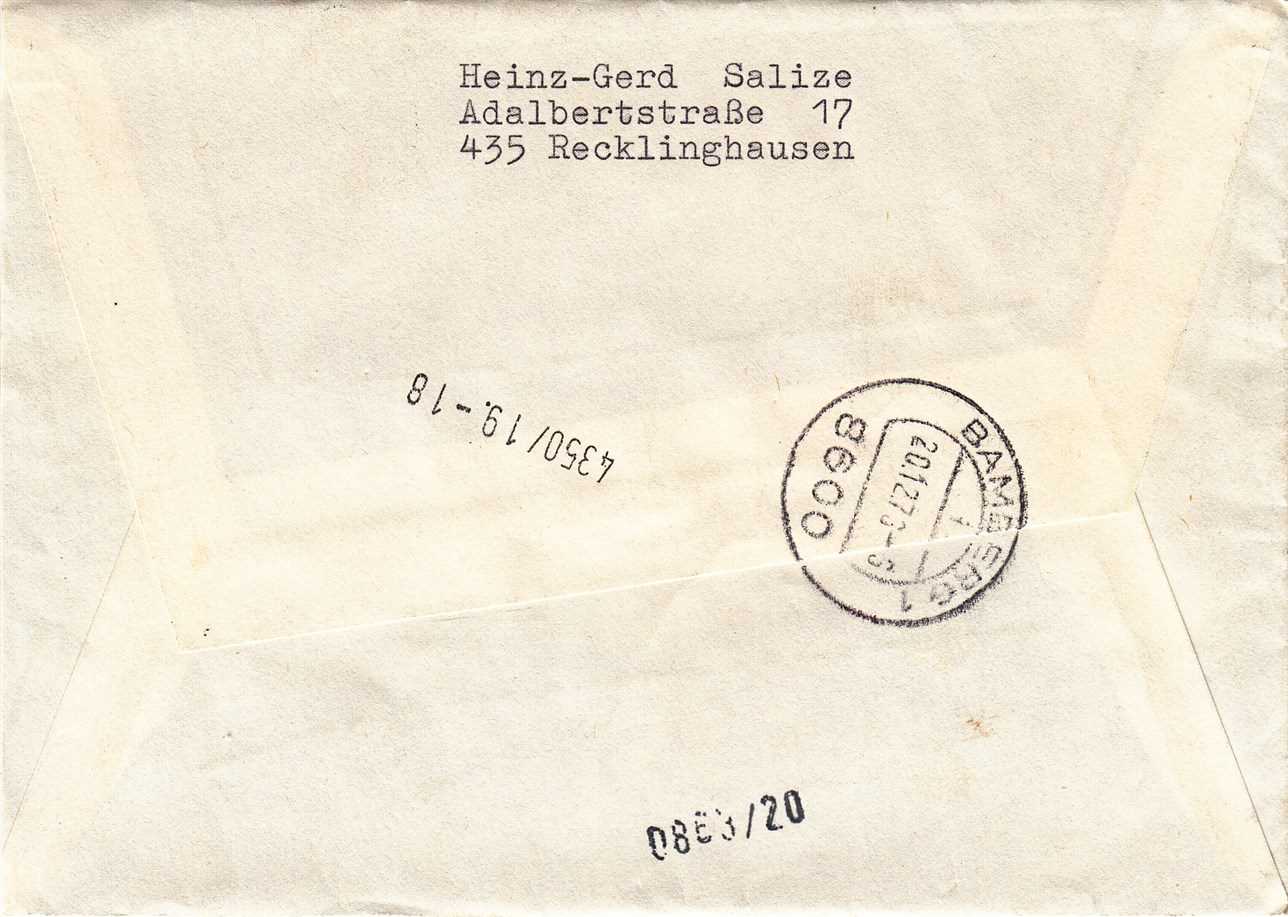 Heinz-Gerd Salize
Adalbertstraße 17
435 Recklinghausen
4350/19.-18
BAMBERG 1
8600
0863/20